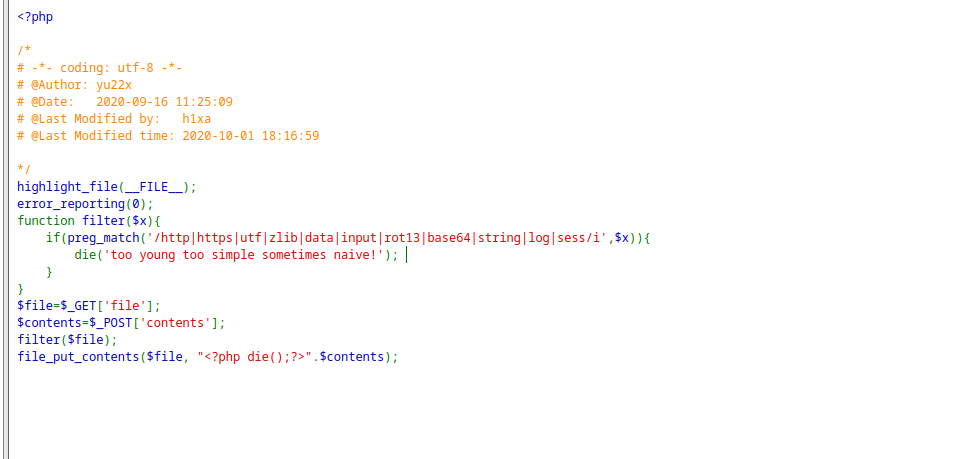 <?php
/*
# -*- coding: utf-8 -*-
# @Author: yu22x
# @Date:   2020-09-16 11:25:09
# @Last Modified by:   h1xa
# @Last Modified time: 2020-10-01 18:16:59
*/
highlight_file(__FILE__);
error_reporting(0);
function filter($x){
    if(preg_match('/http|https|utf|zlib|data|input|rot13|base64|string|log|sess/i',$x)){
        die('too young too simple sometimes naive!');
    }
}
$file=$_GET['file'];
$contents=$_POST['contents'];
filter($file);
file_put_contents($file, "<?php die();?>".$contents);